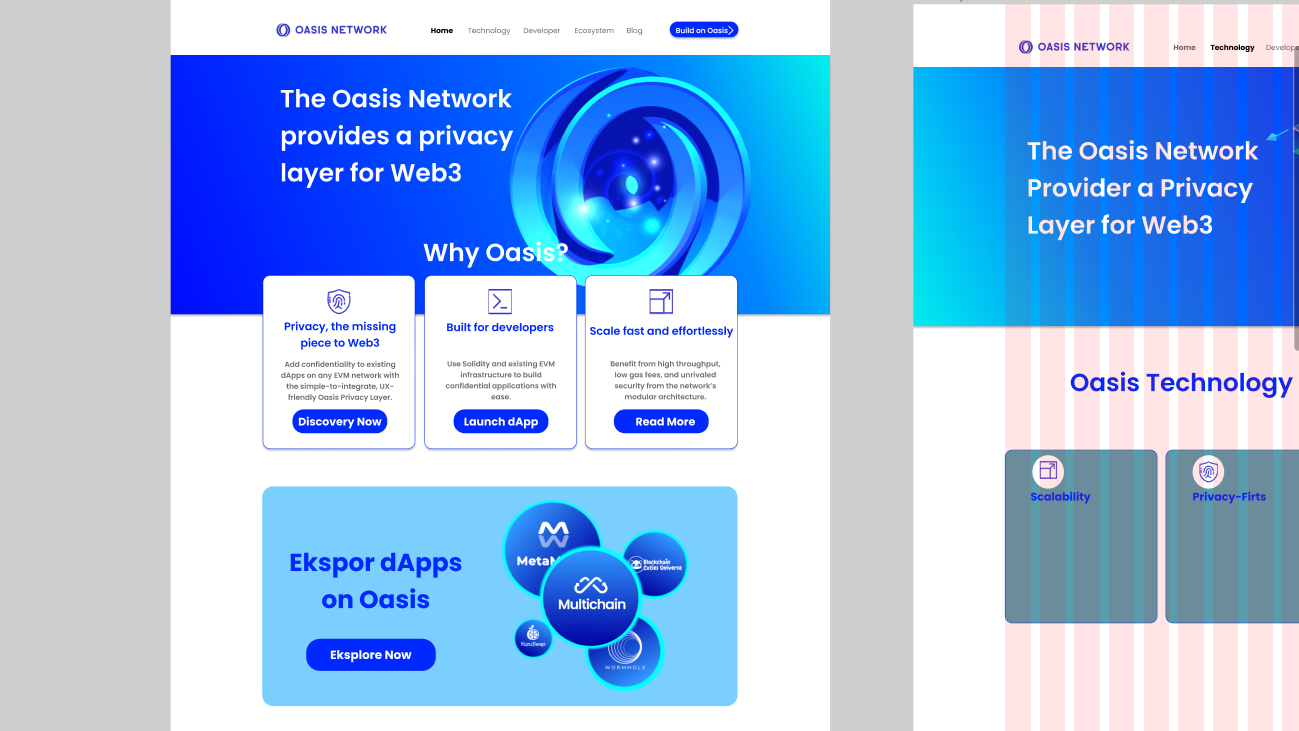 OASIS NETWORK
Home Technology Developer Ecosystem Blog
Build on Oasis
The Oasis Network
provides a privacy
layer for Web3
Why Oasis?
Privacy, the missing
piece to Web3
Add confidentiality to existing
dApps on any EVM network with
the simple-to-integrate, UX-
friendly Oasis Privacy Layer.
Discovery Now
Built for developers
Use Solidity and existing EVM
infrastructure to build
confidential applications with
ease.
Launch dApp
Scale fast and effortlessly
Benefit from high throughput,
low gas fees, and unrivaled
security from the network's
modular architecture.
Read More
Ekspor dApps
on Oasis
Eksplore Now
Blockchain
Cuties Universe
Multichain
YuzuSwap
WORMHOLE
OASIS NETWORK
Home Technology
The Oasis Network
Provider a Privacy
Layer for Web3
Oasis Technology
Scalability
Privacy-Firts